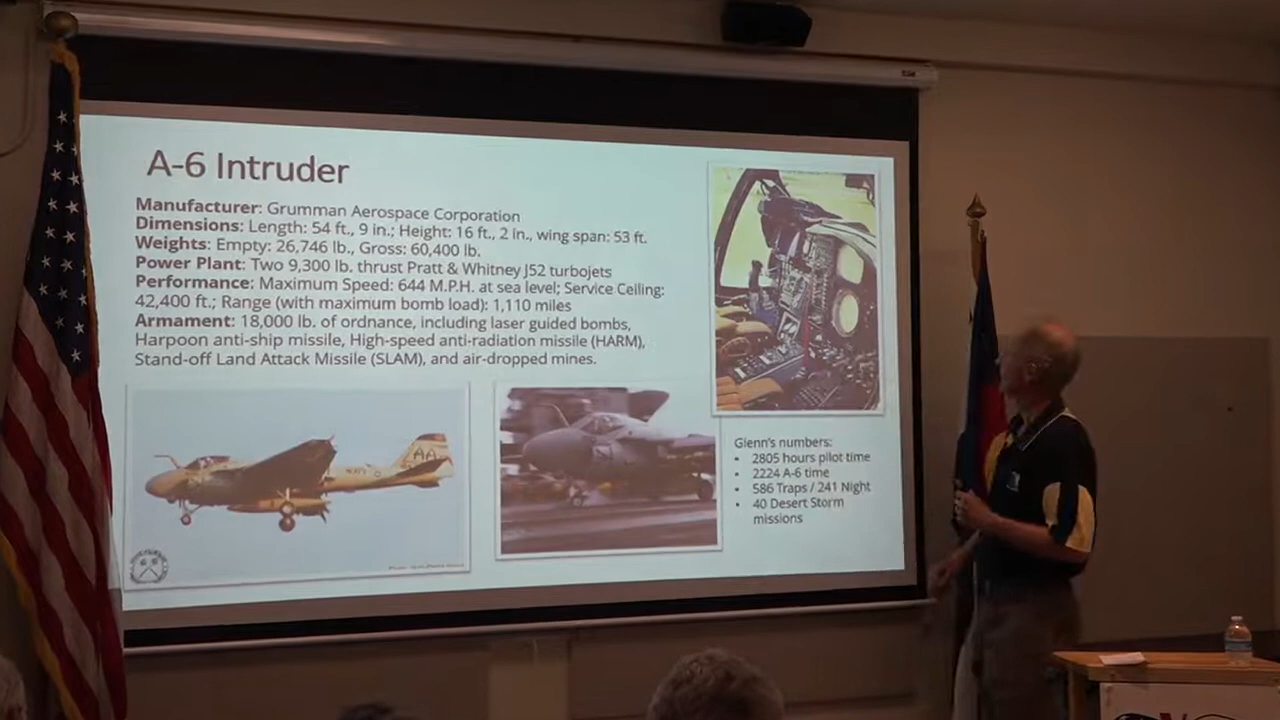 A-6 Intruder
Manufacturer: Grumman Aerospace Corporation
Dimensions: Length: 54 ft., 9 in.; Height: 16 ft., 2 in., wing span: 53 ft.
Weights: Empty: 26,746 lb., Gross: 60,400 lb.
Power Plant: Two 9,300 lb. thrust Pratt & Whitney J52 turbojets
Performance: Maximum Speed: 644 M.P.H. at sea level; Service Ceiling:
42,400 ft.; Range (with maximum bomb load): 1,110 miles
Armament: 18,000 lb. of ordnance, including laser guided bombs,
Harpoon anti-ship missile, High-speed anti-radiation missile (HARM),
Stand-off Land Attack Missile (SLAM), and air-dropped mines.
AA
NAVY
Glenn's numbers:
• 2805 hours pilot time
• 2224 A-6 time
• 586 Traps / 241 Night
• 40 Desert Storm
missions